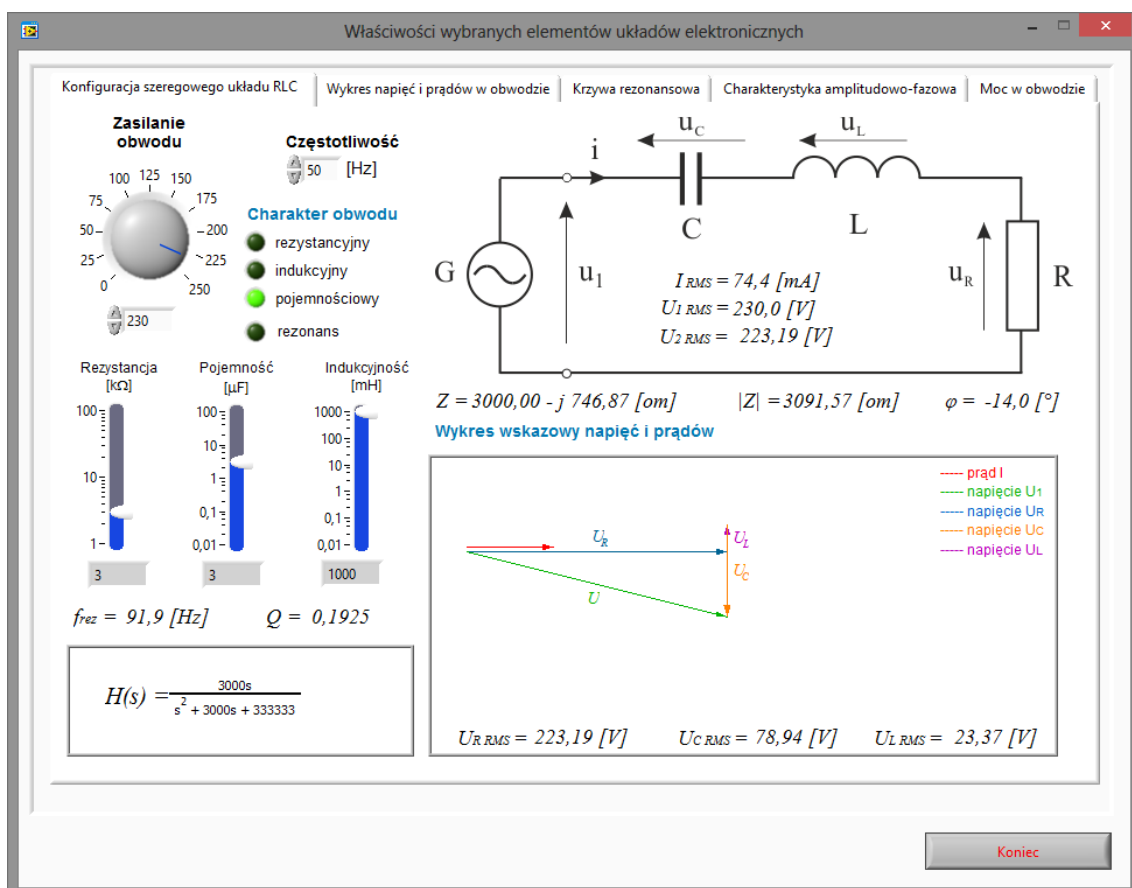 Właściwości wybranych elementów układów elektronicznych
Konfiguracja szeregowego układu RLC
Wykres napięć i prądów w obwodzie
Krzywa rezonansowa
Charakterystyka amplitudowo-fazowa
Moc w obwodzie
Zasilanie
obwodu
0 25 50 75 100 125 150 175 200 225 250
230
Częstotliwość
50 [Hz]
Charakter obwodu
rezystancyjny
indukcyjny
pojemnościowy
rezonans
Rezystancja
[kΩ]
100
10
1
3
Pojemność
[µF]
100
10
1
0,1
0,01
3
Indukcyjność
[mH]
1000
100
10
1
0,1
0,01
1000
frez = 91,9 [Hz]
Q = 0,1925
H(s) = 3000s
s2 + 3000s + 333333
uC
uL
i
C
L
G
u1
uR
R
I RMS = 74,4 [mA]
U1 RMS = 230,0 [V]
U2 RMS = 223,19 [V]
Z = 3000,00 - j 746,87 [om]
|Z| = 3091,57 [om]
φ = -14,0 [°]
Wykres wskazowy napięć i prądów
----- prąd I
----- napięcie U1
----- napięcie UR
----- napięcie UC
----- napięcie UL
UR
UL
UC
U
UR RMS = 223,19 [V]
UC RMS = 78,94 [V]
UL RMS = 23,37 [V]
Koniec